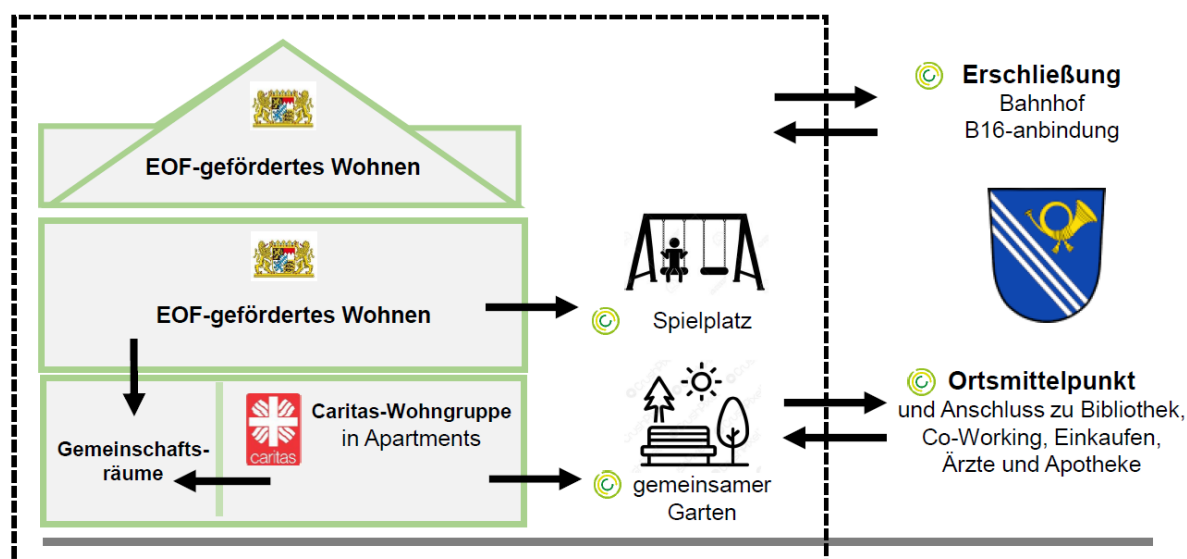 EOF-gefördertes Wohnen
EOF-gefördertes Wohnen
Gemeinschafts-
räume
caritas
Caritas-Wohngruppe
in Apartments
Spielplatz
gemeinsamer
Garten
Erschließung
Bahnhof
B16-anbindung
Ortsmittelpunkt
und Anschluss zu Bibliothek,
Co-Working, Einkaufen,
Ärzte und Apotheke